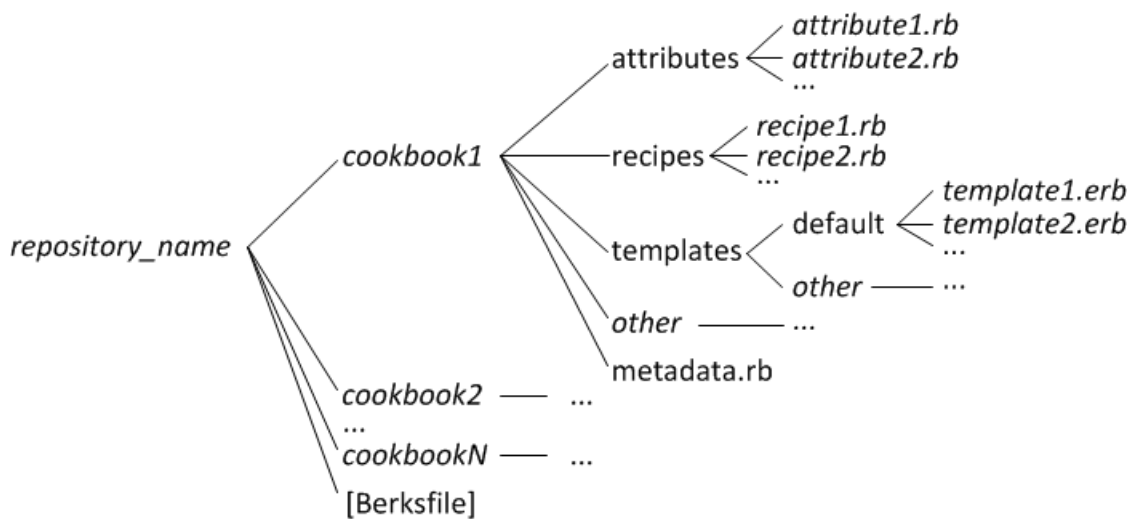 repository_name
cookbook1
attributes
attribute1.rb
attribute2.rb
...
recipes
recipe1.rb
recipe2.rb
...
templates
default
template1.erb
template2.erb
...
other
...
other
...
metadata.rb
cookbook2
...
...
cookbookN
...
[Berksfile]